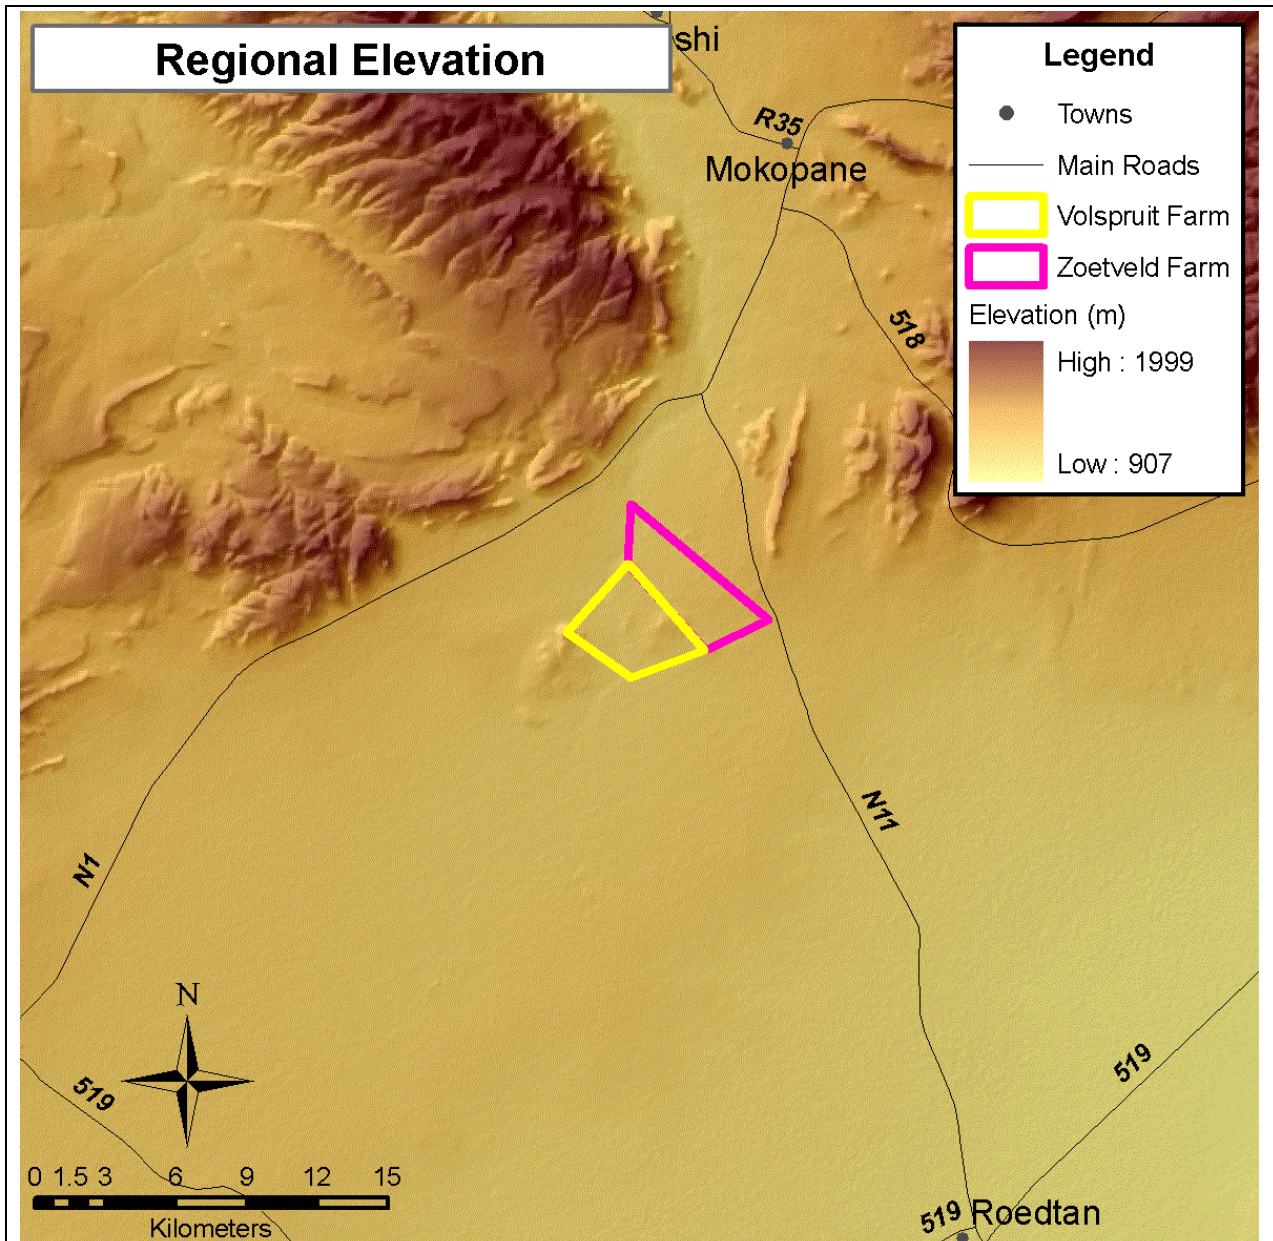 Regional Elevation
shi
R35
Mokopane
Legend
Towns
Main Roads
Volspruit Farm
Zoetveld Farm
Elevation (m)
High : 1999
Low : 907
518
N1
N11
N
519
519
0 1.5 3 6 9 12 15
Kilometers
519 Roedtan